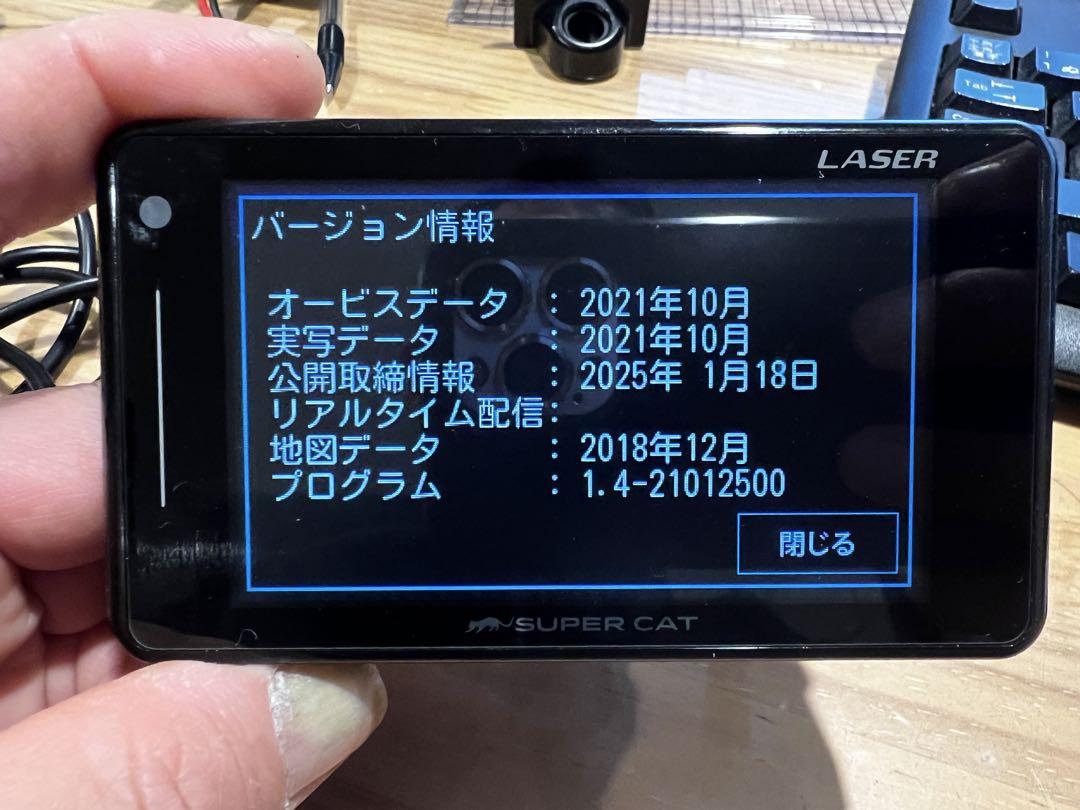 LASER
バージョン情報
オービスデータ : 2021年10月
実写データ : 2021年10月
公開取締情報 : 2025年 1月18日
リアルタイム配信:
地図データ : 2018年12月
プログラム : 1.4-21012500
閉じる
SUPER CAT
Tab